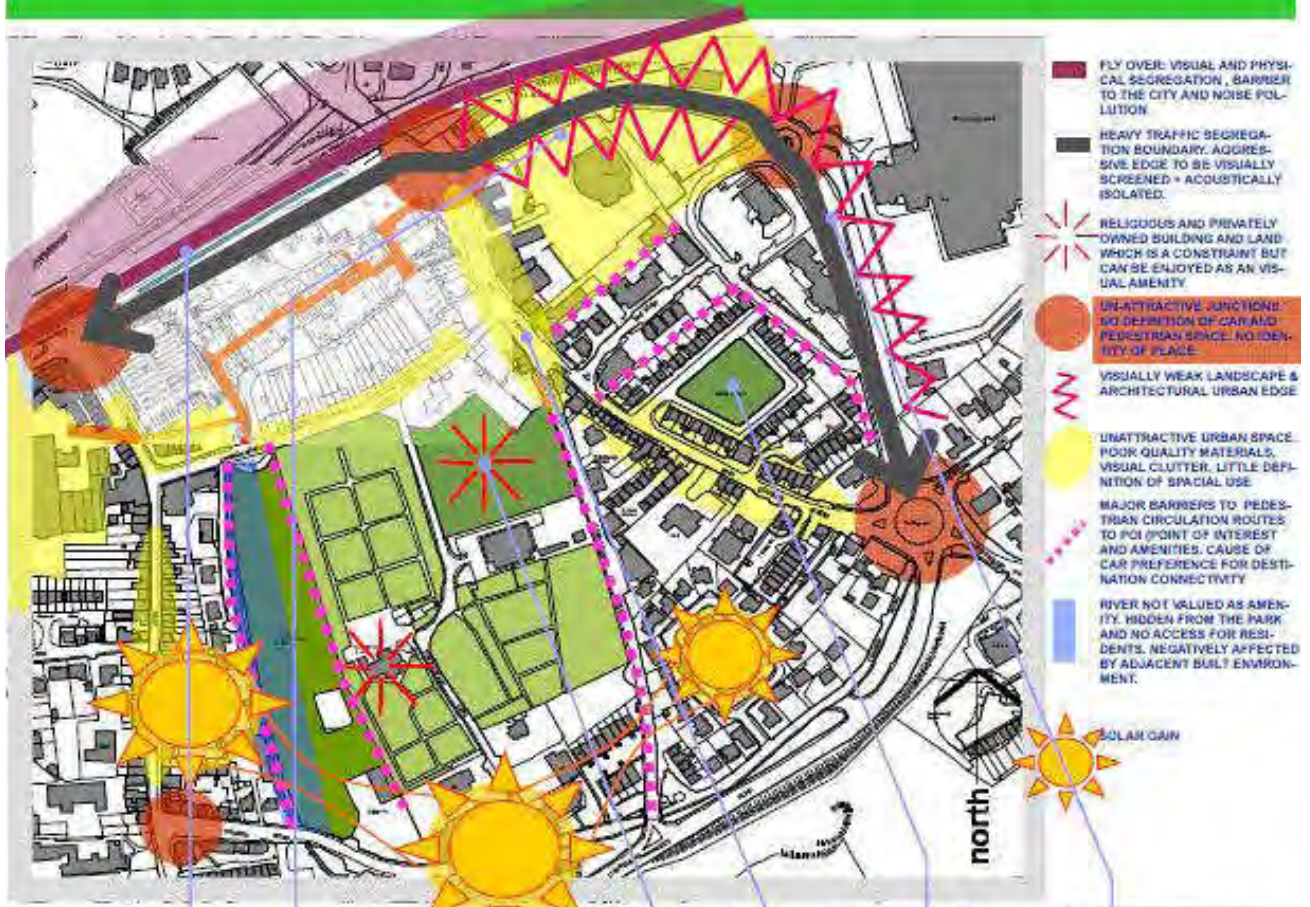 FLY OVER: VISUAL AND PHYSI-
CAL SEGREGATION , BARRIER
TO THE CITY AND NOISE POL-
LUTION
HEAVY TRAFFIC SEGREGA-
TION BOUNDARY. AGGRES-
SIVE EDGE TO BE VISUALLY
SCREENED + ACOUSTICALLY
ISOLATED.
RELIGIOUS AND PRIVATELY
OWNED BUILDING AND LAND
WHICH IS A CONSTRAINT BUT
CAN BE ENJOYED AS AN VIS-
UAL AMENITY
UN-ATTRACTIVE JUNCTIONS
NO DEFINITION OF CAR AND
PEDESTRIAN SPACE. NO IDEN-
TITY OF PLACE.
VISUALLY WEAK LANDSCAPE &
ARCHITECTURAL URBAN EDGE
UNATTRACTIVE URBAN SPACE.
POOR QUALITY MATERIALS,
VISUAL CLUTTER, LITTLE DEFI-
NITION OF SPACIAL USE
MAJOR BARRIERS TO PEDES-
TRIAN CIRCULATION ROUTES
TO POI (POINT OF INTEREST
AND AMENITIES. CAUSE OF
CAR PREFERENCE FOR DESTI-
NATION CONNECTIVITY
RIVER NOT VALUED AS AMEN-
ITY. HIDDEN FROM THE PARK
AND NO ACCESS FOR RESI-
DENTS. NEGATIVELY AFFECTED
BY ADJACENT BUILT ENVIRON-
MENT.
SOLAR GAIN
north